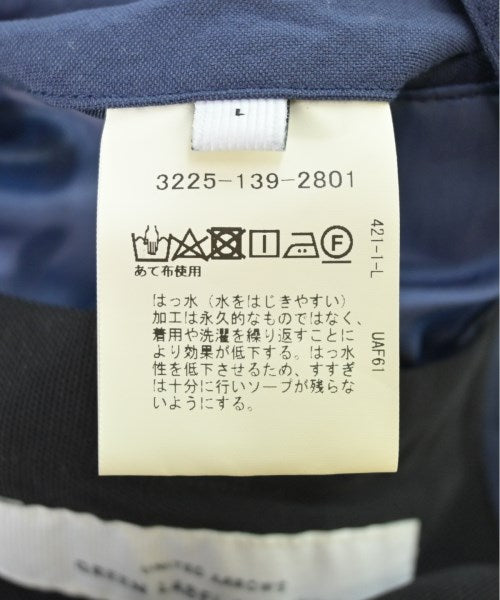 L
3225-139-2801
F
あて布使用
はっ水（水をはじきやすい）
加工は永久的なものではなく、
着用や洗濯を繰り返すことに
より効果が低下する。はっ水
性を低下させるため、すすぎ
は十分に行いソープが残らな
いようにする。
421-1-L
UAF61
UNITED ARROWS
GREEN LABEL